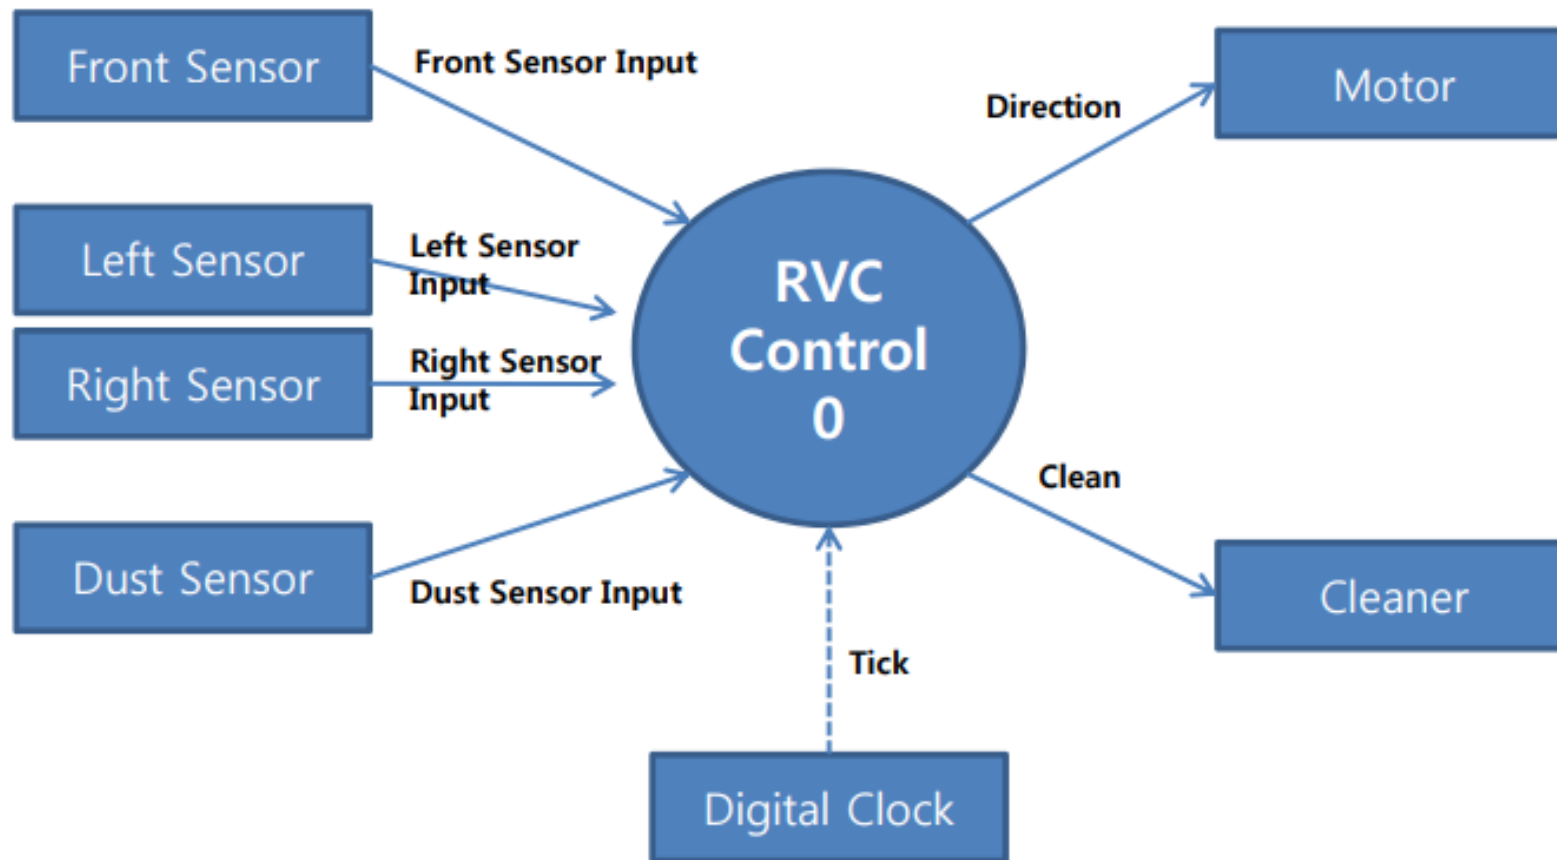 Front Sensor
Front Sensor Input
Motor
Direction
Left Sensor
Left Sensor
Input
RVC
Control
0
Right Sensor
Right Sensor
Input
Clean
Dust Sensor
Dust Sensor Input
Cleaner
Tick
Digital Clock